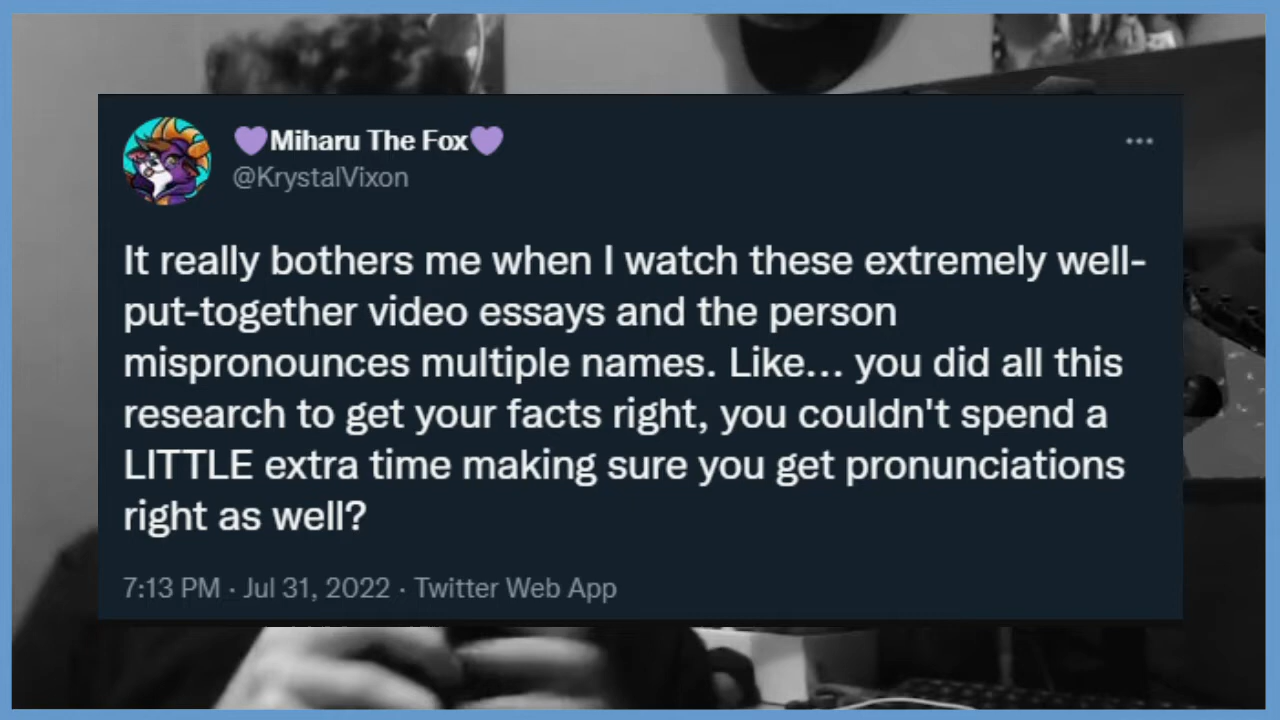 💜Miharu The Fox💜
@KrystalVixon
It really bothers me when I watch these extremely well-
put-together video essays and the person
mispronounces multiple names. Like... you did all this
research to get your facts right, you couldn't spend a
LITTLE extra time making sure you get pronunciations
right as well?
7:13 PM · Jul 31, 2022 · Twitter Web App